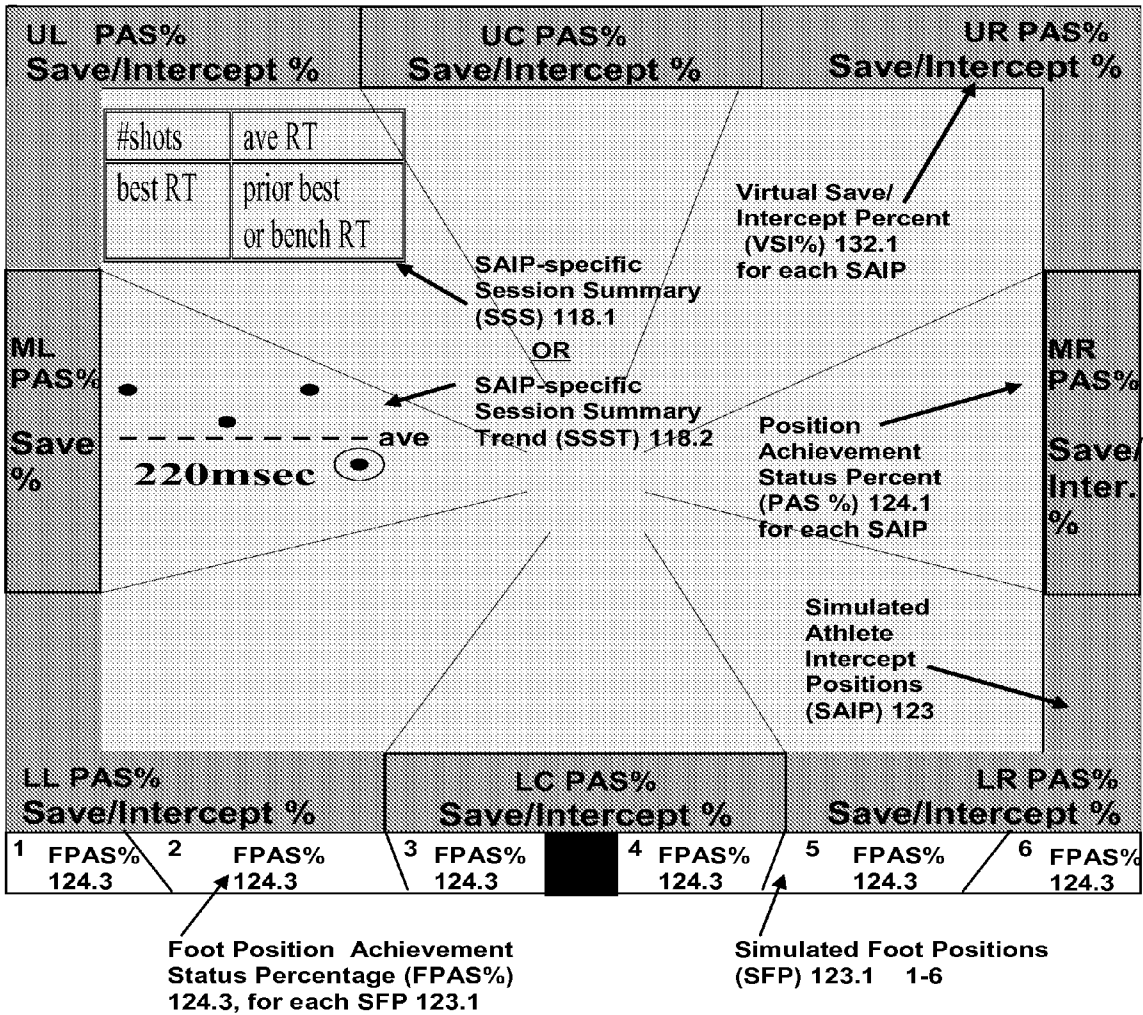 UL PAS%
Save/Intercept %
UC PAS%
Save/Intercept %
UR PAS%
Save/Intercept %
#shots
ave RT
best RT
prior best
or bench RT
Virtual Save/
Intercept Percent
(VSI%) 132.1
for each SAIP
SAIP-specific
Session Summary
(SSS) 118.1
OR
SAIP-specific
Session Summary
Trend (SSST) 118.2
ML
PAS%
Save
%
ave
220msec
Position
Achievement
Status Percent
(PAS %) 124.1
for each SAIP
MR
PAS%
Save/
Inter.
%
Simulated
Athlete
Intercept
Positions
(SAIP) 123
LL PAS%
Save/Intercept %
LC PAS%
Save/Intercept %
LR PAS%
Save/Intercept %
1 FPAS%
124.3
2 FPAS%
124.3
3 FPAS%
124.3
4 FPAS%
124.3
5 FPAS%
124.3
6 FPAS%
124.3
Foot Position Achievement
Status Percentage (FPAS%)
124.3, for each SFP 123.1
Simulated Foot Positions
(SFP) 123.1 1-6